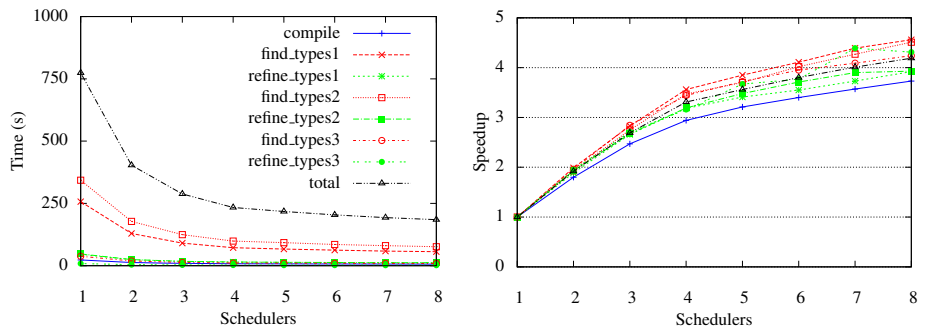 1000
750
500
250
0
Time (s)
1 2 3 4 5 6 7 8
Schedulers
compile
find_types1
refine_types1
find_types2
refine_types2
find_types3
refine_types3
total
5
4
3
2
1
0
Speedup
1 2 3 4 5 6 7 8
Schedulers